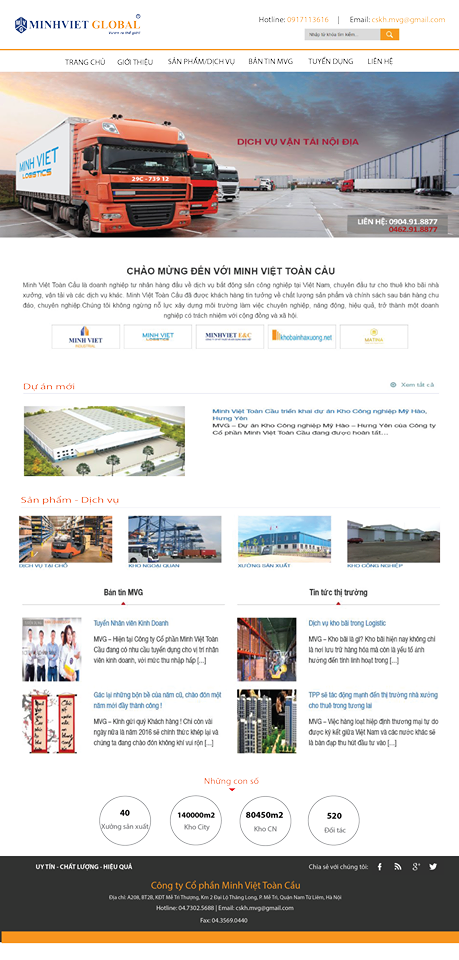 MINHVIET GLOBAL
Hotline: 0917113616 | Email: cskh.mvg@gmail.com
Nhập từ khóa tìm kiếm...
TRANG CHỦ GIỚI THIỆU SẢN PHẨM/DỊCH VỤ BẢN TIN MVG TUYỂN DỤNG LIÊN HỆ
DỊCH VỤ VẬN TẢI NỘI ĐỊA
MINH VIET
LOGISTICS
29C - 739 12
LIÊN HỆ: 0904.91.8877
0462.91.8877
CHÀO MỪNG ĐẾN VỚI MINH VIỆT TOÀN CẦU
Minh Việt Toàn Cầu là doanh nghiệp tư nhân hàng đầu về dịch vụ bất động sản công nghiệp tại Việt Nam, chuyên đầu tư cho thuê kho bãi nhà
xưởng, vận tải và các dịch vụ khác. Minh Việt Toàn Cầu đã được khách hàng tin tưởng về chất lượng sản phẩm và chính sách sau bán hàng chu
đáo, chuyên nghiệp.Chúng tôi không ngừng nỗ lực xây dựng môi trường làm việc chuyên nghiệp, năng động, hiệu quả, trở thành một doanh
nghiệp có trách nhiệm với cộng đồng và xã hội.
MINH VIET MINH VIET LOGISTICS MINHVIET E&C khobainhaxuong.net MATIMA
Dự án mới
Xem tất cả
Minh Việt Toàn Cầu triển khai dự án Kho Công nghiệp Mỹ Hào,
Hưng Yên
MVG – Dự án Kho Công nghiệp Mỹ Hào – Hưng Yên của Công ty
Cổ phần Minh Việt Toàn Cầu đang được hoàn tất....
Sản phẩm - Dịch vụ
DỊCH VỤ TẠI CHỖ KHO NGOẠI QUAN XƯỞNG SẢN XUẤT KHO CÔNG NGHIỆP
Bản tin MVG
Tuyển Nhân viên Kinh Doanh
MVG – Hiện tại Công ty Cổ phần Minh Việt Toàn
Cầu đang có nhu cầu tuyển dụng cho vị trí nhân
viên kinh doanh, với mức thu nhập hấp [...]
Gác lại những bộn bề của năm cũ, chào đón một
năm mới đầy thành công !
MVG – Kính gửi quý Khách hàng ! Chỉ còn vài
ngày nữa là năm 2016 sẽ chính thức khép lại và
chúng ta đang chào đón không khí vui rộn [...]
Tin tức thị trường
Dịch vụ kho bãi trong Logistic
MVG – Kho bãi là gì? Kho bãi hiện nay không chỉ
là nơi lưu trữ hàng hóa mà còn là yếu tố ảnh
hưởng đến tính linh hoạt trong [...]
TPP sẽ tác động mạnh đến thị trường nhà xưởng
cho thuê trong tương lai
MVG – Việc hàng loạt hiệp định thương mại tự do
được ký kết giữa Việt Nam và các nước khác sẽ
là bàn đạp thu hút đầu tư vào [...]
Những con số
40 140000m2 80450m2 520
Xưởng sản xuất Kho City Kho CN Đối tác
UY TÍN - CHẤT LƯỢNG - HIỆU QUẢ
Chia sẻ với chúng tôi:
Công ty Cổ phần Minh Việt Toàn Cầu
Địa chỉ: A208, BT2B, KĐT Mễ Trì Thượng, Km 2 Đại Lộ Thăng Long, P. Mễ Trì, Quận Nam Từ Liêm, Hà Nội
Hotline: 04.7302.5688 | Email: cskh.mvg@gmail.com
Fax: 04.3569.0440